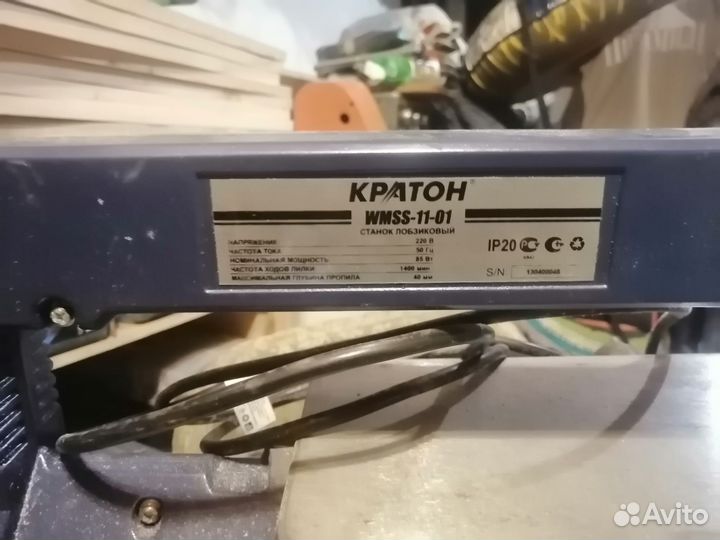 КРАТОН®
WMSS-11-01
СТАНОК ЛОБЗИКОВЫЙ
НАПРЯЖЕНИЕ 220 В
ЧАСТОТА ТОКА 50 Гц
НОМИНАЛЬНАЯ МОЩНОСТЬ 85 Вт
ЧАСТОТА ХОДОВ ПИЛКИ 1400 мин
МАКСИМАЛЬНАЯ ГЛУБИНА ПРОПИЛА 40 мм
IP20
S/N 130400048
Avito